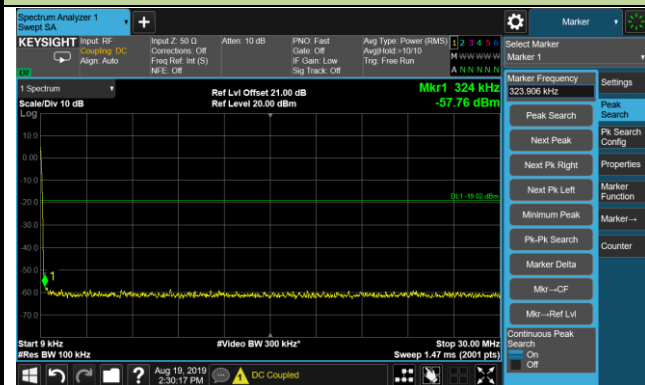 Spectrum Analyzer 1
Swept SA
+
Marker
KEYSIGHT
Input: RF
Coupling: DC
Align: Auto
Input Z: 50 Ω
Corrections: Off
Freq Ref: Int (S)
NFE: Off
Atten: 10 dB
PNO: Fast
Gate: Off
IF Gain: Low
Sig Track: Off
Avg Type: Power (RMS)
Avg|Hold:>10/10
Trig: Free Run
1 2 3 4 5 6
M W W W W W
A N N N N N
LXI
Select Marker
Marker 1
1 Spectrum
Scale/Div 10 dB
Log
Ref Lvl Offset 21.00 dB
Ref Level 20.00 dBm
Mkr1 324 kHz
-57.76 dBm
10.0
0.00
-10.0
-20.0
-30.0
-40.0
-50.0
-60.0
-70.0
DL1 -19.02 dBm
1
Start 9 kHz
#Res BW 100 kHz
#Video BW 300 kHz*
Stop 30.00 MHz
Sweep 1.47 ms (2001 pts)
Marker Frequency
323.906 kHz
Peak Search
Next Peak
Next Pk Right
Next Pk Left
Minimum Peak
Pk-Pk Search
Marker Delta
Mkr→CF
Mkr→Ref Lvl
Continuous Peak
Search
On
Off
Settings
Peak
Search
Pk Search
Config
Properties
Marker
Function
Marker→
Counter
?
Aug 19, 2019
2:30:17 PM
DC Coupled